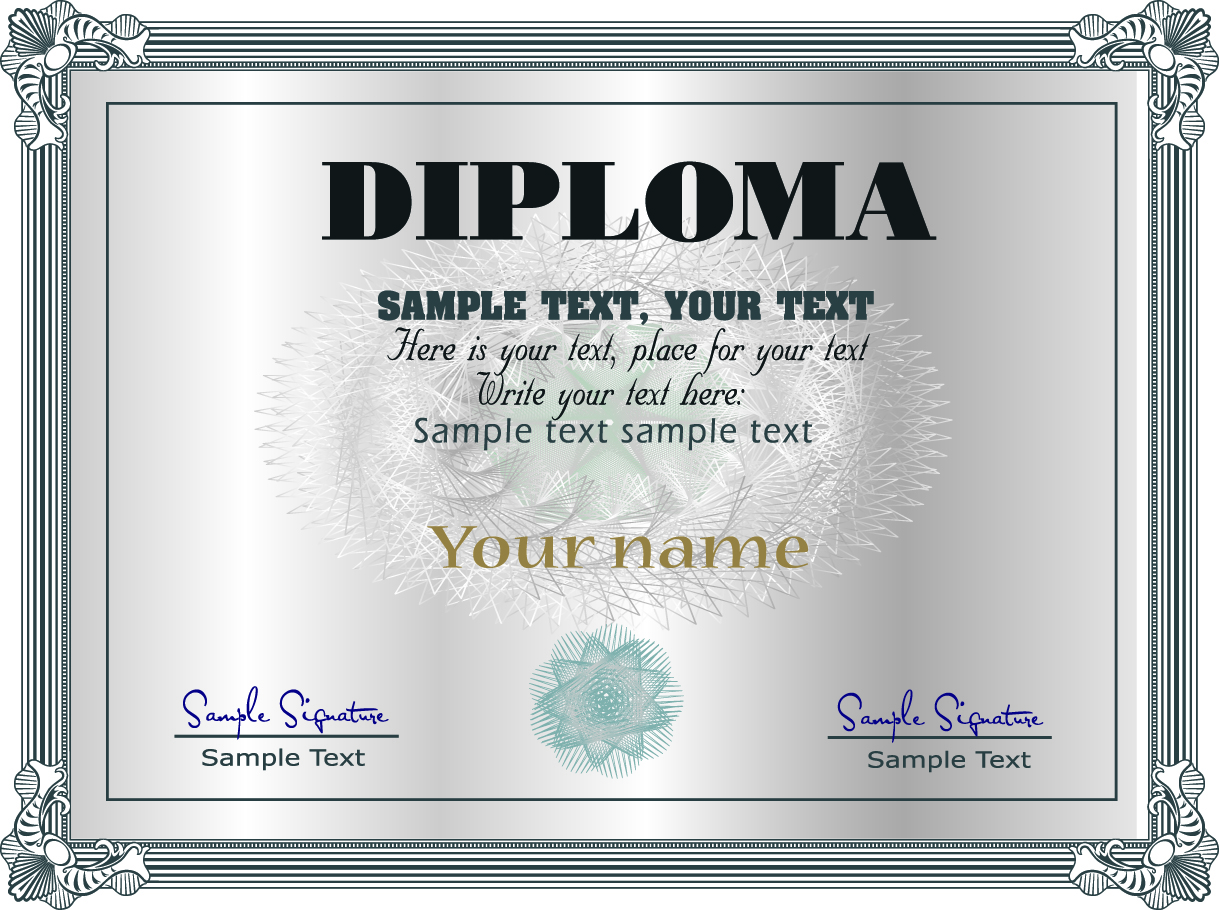 DIPLOMA
SAMPLE TEXT, YOUR TEXT
Here is your text, place for your text
Write your text here:
Sample text sample text
Your name
Sample Signature
Sample Text
Sample Signature
Sample Text